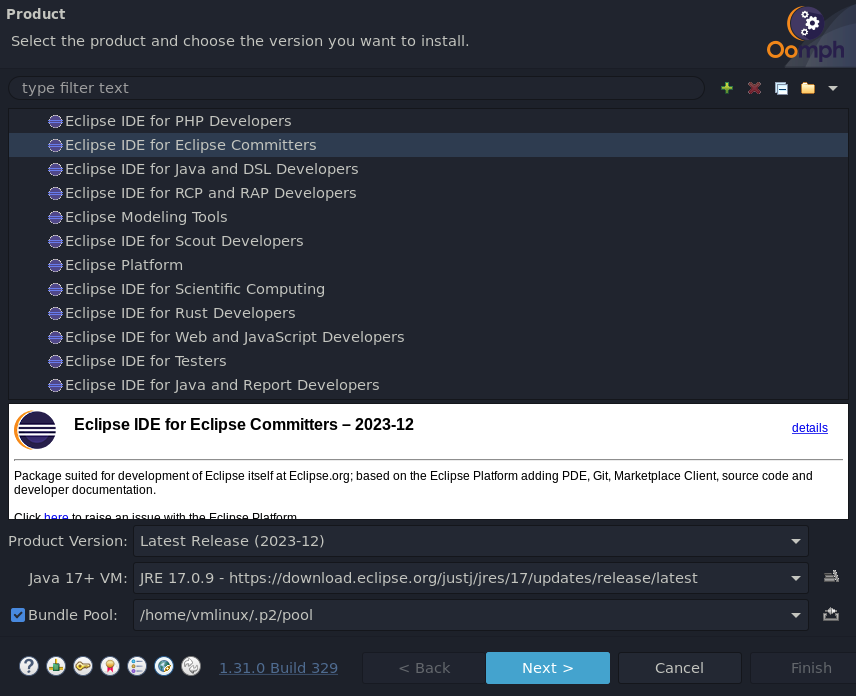 Product
Select the product and choose the version you want to install.
Oomph
type filter text
Eclipse IDE for PHP Developers
Eclipse IDE for Eclipse Committers
Eclipse IDE for Java and DSL Developers
Eclipse IDE for RCP and RAP Developers
Eclipse Modeling Tools
Eclipse IDE for Scout Developers
Eclipse Platform
Eclipse IDE for Scientific Computing
Eclipse IDE for Rust Developers
Eclipse IDE for Web and JavaScript Developers
Eclipse IDE for Testers
Eclipse IDE for Java and Report Developers
Eclipse IDE for Eclipse Committers – 2023-12
details
Package suited for development of Eclipse itself at Eclipse.org; based on the Eclipse Platform adding PDE, Git, Marketplace Client, source code and
developer documentation.
Click here to raise an issue with the Eclipse Platform
Product Version: Latest Release (2023-12)
Java 17+ VM: JRE 17.0.9 - https://download.eclipse.org/justj/jres/17/updates/release/latest
Bundle Pool: /home/vmlinux/.p2/pool
? 1.31.0 Build 329 < Back Next > Cancel Finish